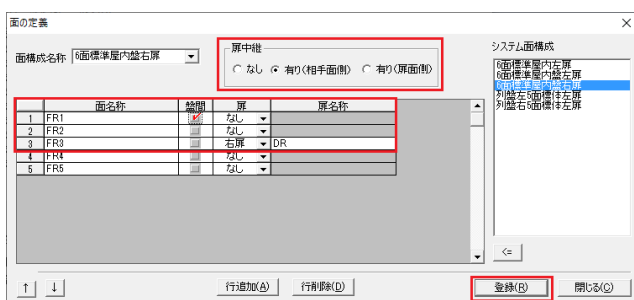 面の定義
面構成名称 6面標準屋内盤右扉
扉中継
なし 有り(相手面側) 有り(扉面側)
システム面構成
6面標準屋内左扉
6面標準屋内盤左扉
6面標準屋内盤右扉
列盤左5面標体左扉
列盤右5面標体左扉
面名称 盤間 扉 扉名称
1 FR1 なし
2 FR2 なし
3 FR3 右扉 DR
4 FR4 なし
5 FR5 なし
<=
↑ ↓ 行追加(A) 行削除(D) 登録(R) 閉じる(C)